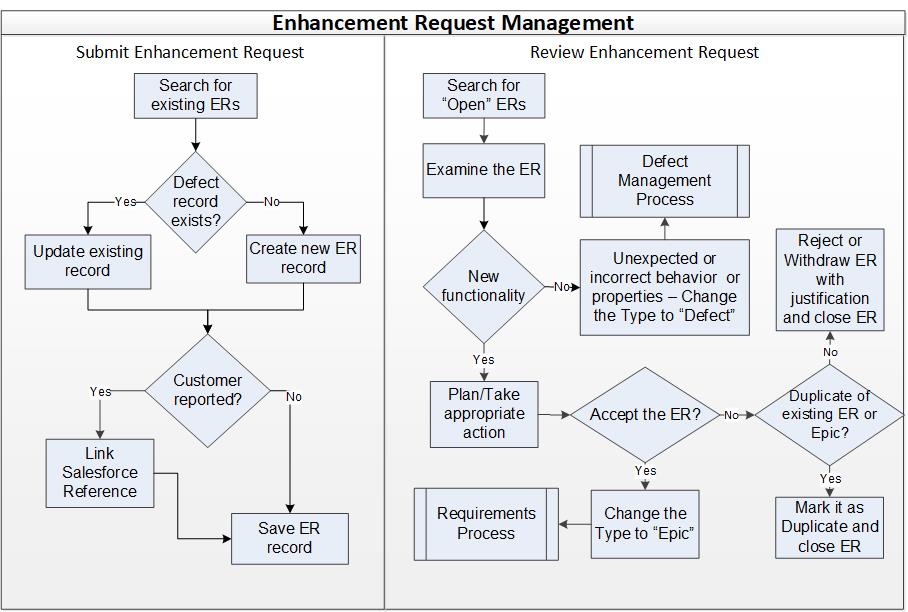 Enhancement Request Management
Submit Enhancement Request
Search for
existing ERs
Defect
record
exists?
Yes
No
Update existing
record
Create new ER
record
Customer
reported?
Yes
No
Link
Salesforce
Reference
Save ER
record
Review Enhancement Request
Search for
“Open” ERs
Examine the ER
New
functionality
No
Unexpected or
incorrect behavior or
properties – Change
the Type to “Defect”
Defect
Management
Process
Yes
Plan/Take
appropriate
action
Accept the ER?
No
Duplicate of
existing ER or
Epic?
No
Reject or
Withdraw ER
with
justification
and close ER
Yes
Mark it as
Duplicate and
close ER
Yes
Change the
Type to “Epic”
Requirements
Process